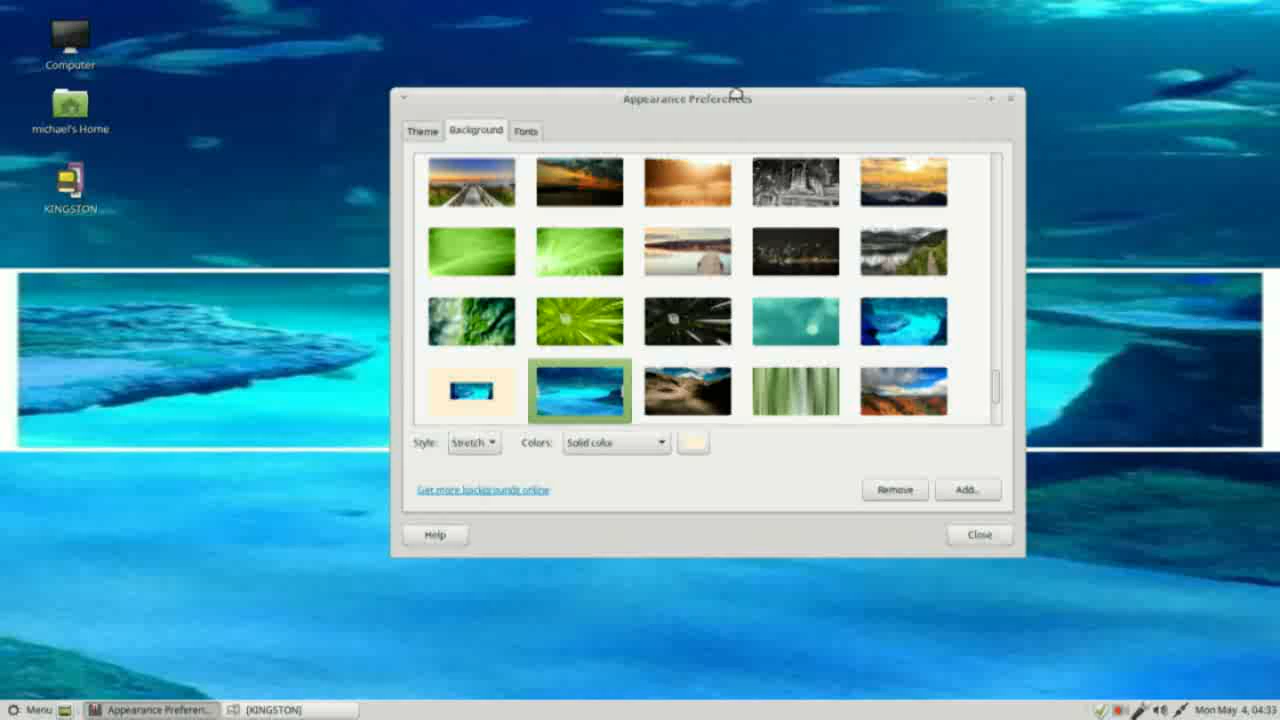 Computer
michael's Home
KINGSTON
Appearance Preferences
Theme
Background
Fonts
Style:
Stretch
Colors:
Solid color
Get more backgrounds online
Remove
Add...
Help
Close
Menu
Appearance Preferen...
[KINGSTON]
Mon May 4, 04:33